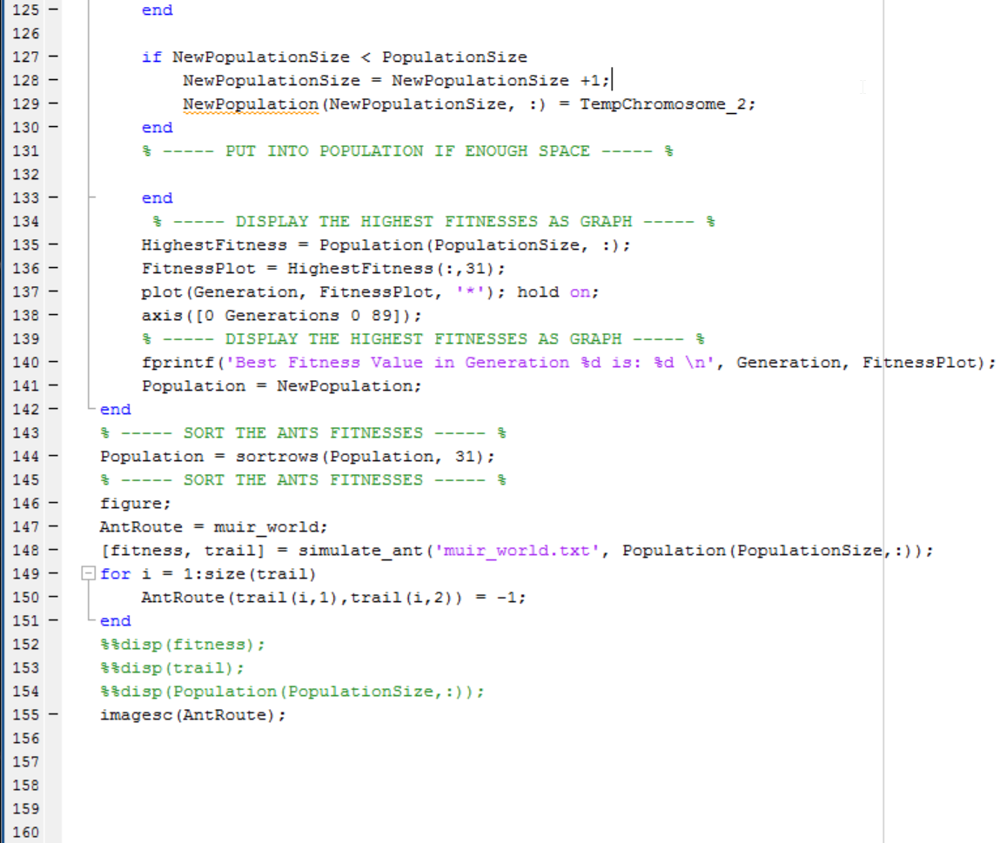 125 –         end
126
127 –         if NewPopulationSize < PopulationSize
128 –             NewPopulationSize = NewPopulationSize +1;
129 –             NewPopulation(NewPopulationSize, :) = TempChromosome_2;
130 –         end
131           % ----- PUT INTO POPULATION IF ENOUGH SPACE ----- %
132
133 –         end
134            % ----- DISPLAY THE HIGHEST FITNESSES AS GRAPH ----- %
135 –         HighestFitness = Population(PopulationSize, :);
136 –         FitnessPlot = HighestFitness(:,31);
137 –         plot(Generation, FitnessPlot, '*'); hold on;
138 –         axis([0 Generations 0 89]);
139           % ----- DISPLAY THE HIGHEST FITNESSES AS GRAPH ----- %
140 –         fprintf('Best Fitness Value in Generation %d is: %d \n', Generation, FitnessPlot);
141 –         Population = NewPopulation;
142 –     end
143       % ----- SORT THE ANTS FITNESSES ----- %
144 –     Population = sortrows(Population, 31);
145       % ----- SORT THE ANTS FITNESSES ----- %
146 –     figure;
147 –     AntRoute = muir_world;
148 –     [fitness, trail] = simulate_ant('muir_world.txt', Population(PopulationSize,:));
149 –     for i = 1:size(trail)
150 –         AntRoute(trail(i,1),trail(i,2)) = -1;
151 –     end
152       %%disp(fitness);
153       %%disp(trail);
154       %%disp(Population(PopulationSize,:));
155 –     imagesc(AntRoute);
156
157
158
159
160